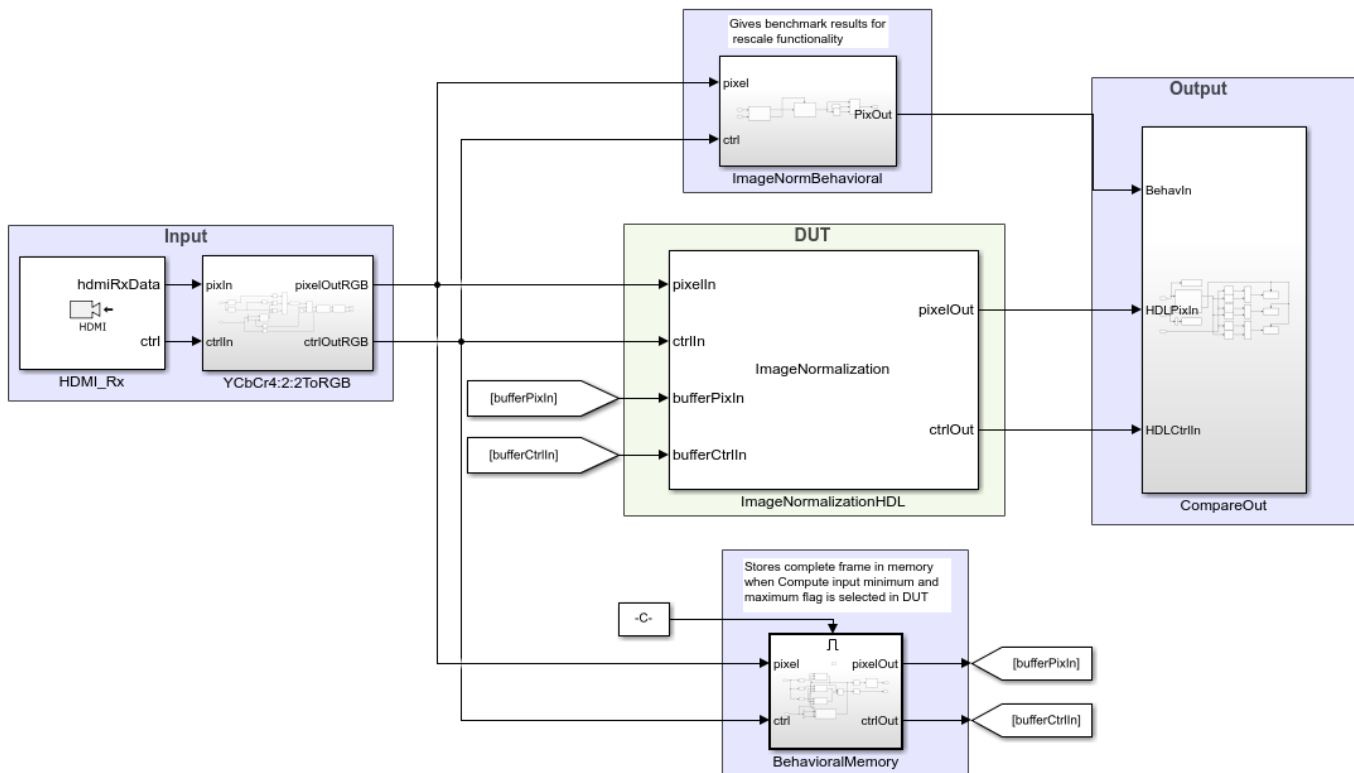 Gives benchmark results for
rescale functionality
pixel
ctrl
PixOut
ImageNormBehavioral
Output
BehavIn
HDLPixIn
HDLCtrlIn
CompareOut
Input
hdmiRxData
HDMI
ctrl
HDMI_Rx
pixIn
ctrlIn
pixelOutRGB
ctrlOutRGB
YCbCr4:2:2ToRGB
DUT
pixelIn
ctrlIn
bufferPixIn
bufferCtrlIn
ImageNormalization
pixelOut
ctrlOut
ImageNormalizationHDL
[bufferPixIn]
[bufferCtrlIn]
Stores complete frame in memory
when Compute input minimum and
maximum flag is selected in DUT
-C-
pixel
ctrl
pixelOut
ctrlOut
BehavioralMemory
[bufferPixIn]
[bufferCtrlIn]